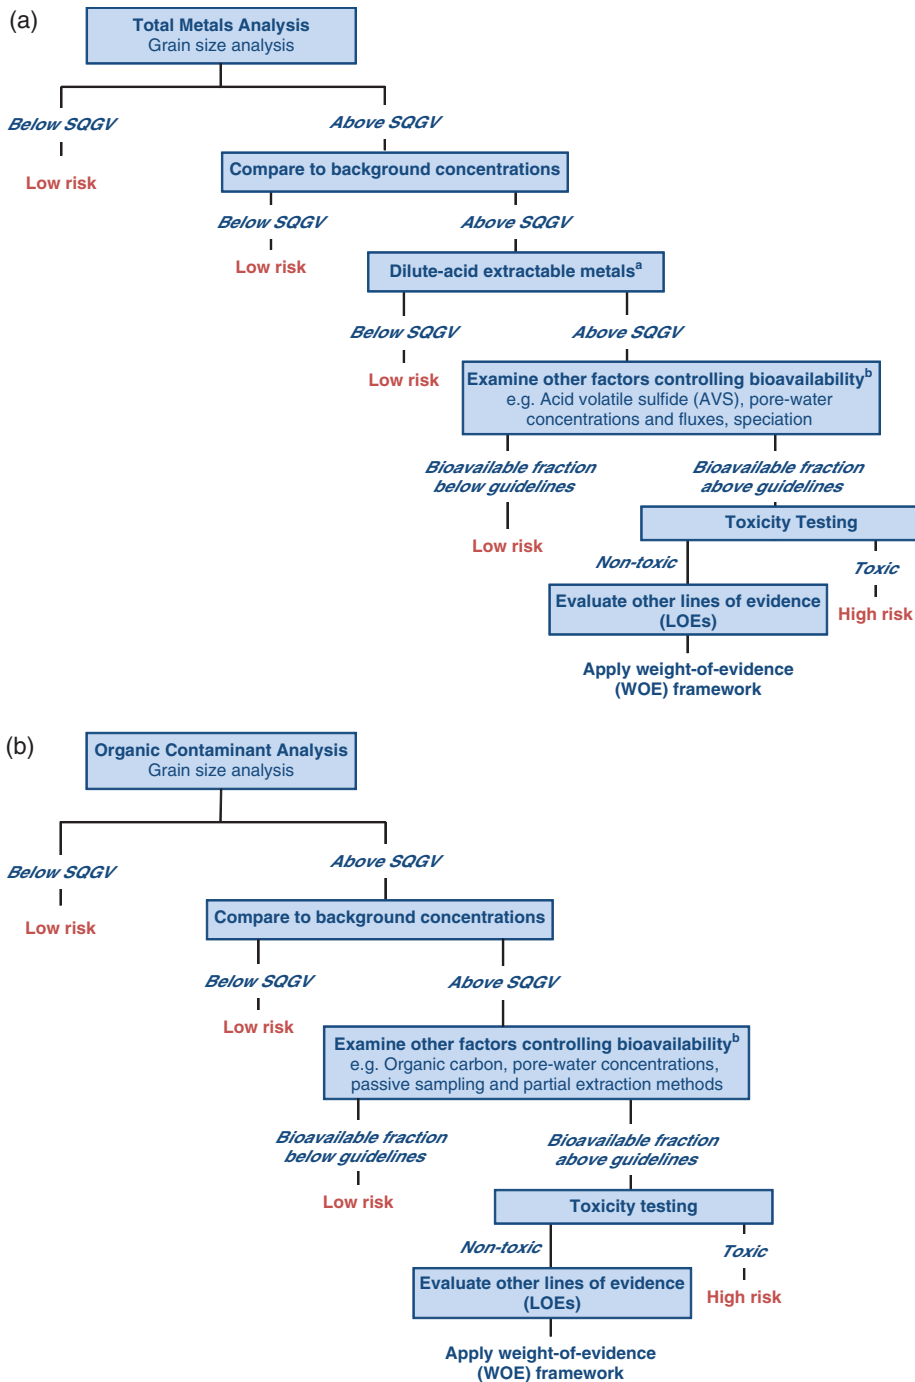 (a)
Total Metals Analysis
Grain size analysis
Below SQGV
Above SQGV
Low risk
Compare to background concentrations
Below SQGV
Above SQGV
Low risk
Dilute-acid extractable metalsᵃ
Below SQGV
Above SQGV
Low risk
Examine other factors controlling bioavailabilityᵇ
e.g. Acid volatile sulfide (AVS), pore-water
concentrations and fluxes, speciation
Bioavailable fraction
below guidelines
Bioavailable fraction
above guidelines
Low risk
Toxicity Testing
Non-toxic
Toxic
Evaluate other lines of evidence
(LOEs)
High risk
Apply weight-of-evidence
(WOE) framework
(b)
Organic Contaminant Analysis
Grain size analysis
Below SQGV
Above SQGV
Low risk
Compare to background concentrations
Below SQGV
Above SQGV
Low risk
Examine other factors controlling bioavailabilityᵇ
e.g. Organic carbon, pore-water concentrations,
passive sampling and partial extraction methods
Bioavailable fraction
below guidelines
Bioavailable fraction
above guidelines
Low risk
Toxicity testing
Non-toxic
Toxic
Evaluate other lines of evidence
(LOEs)
High risk
Apply weight-of-evidence
(WOE) framework